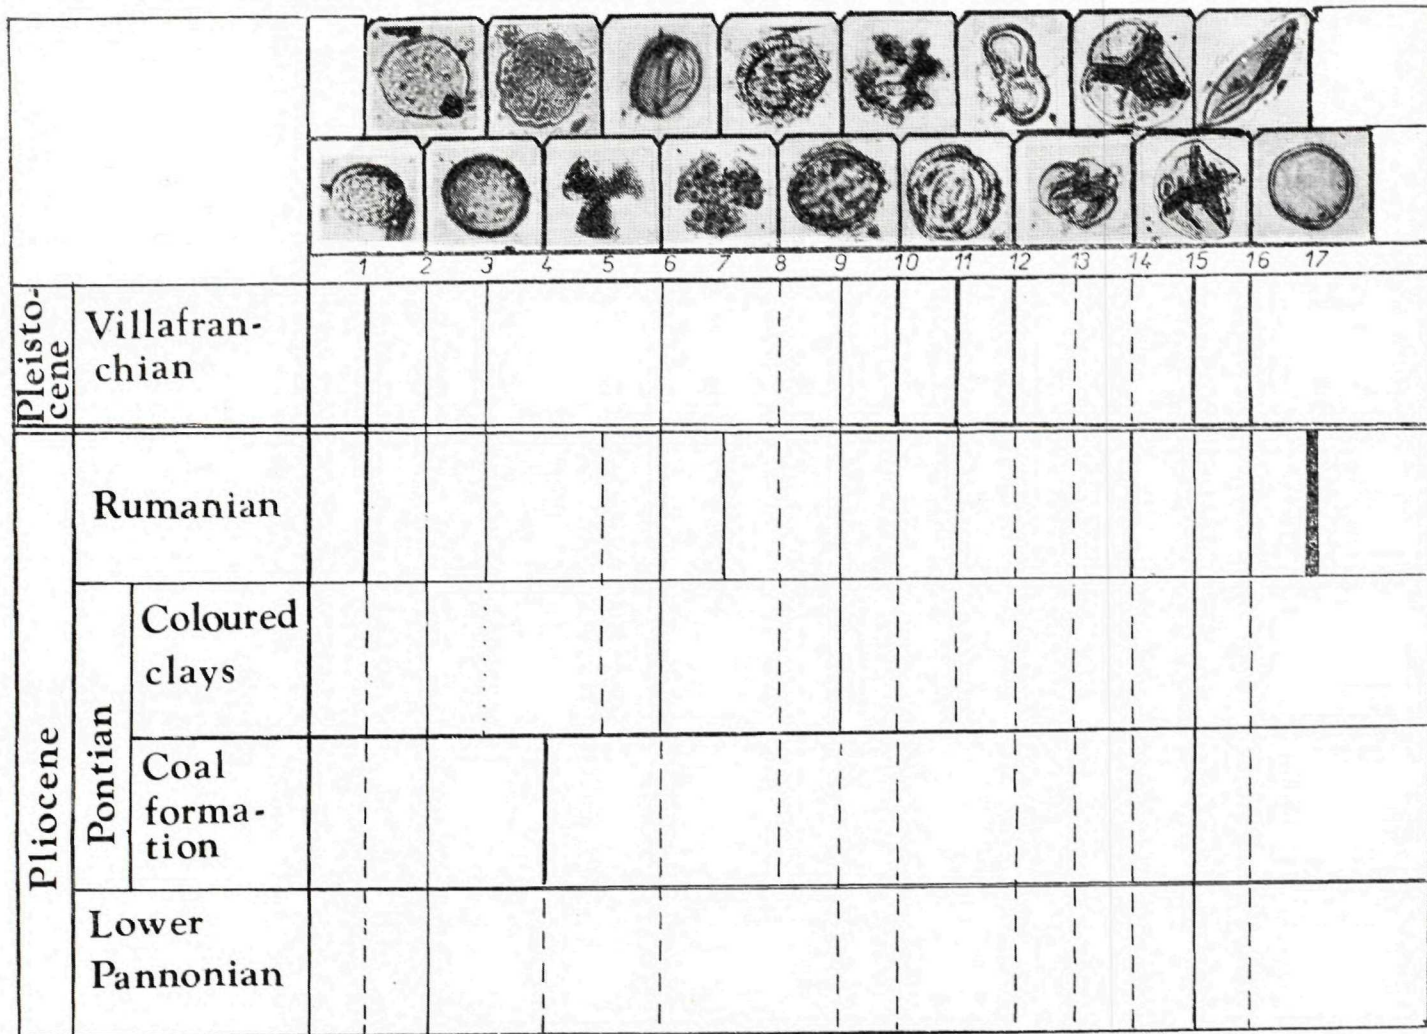 1 2 3 4 5 6 7 8 9 10 11 12 13 14 15 16 17
Pleisto-
cene
Villafran-
chian
Pliocene
Rumanian
Pontian
Coloured
clays
Coal
forma-
tion
Lower
Pannonian